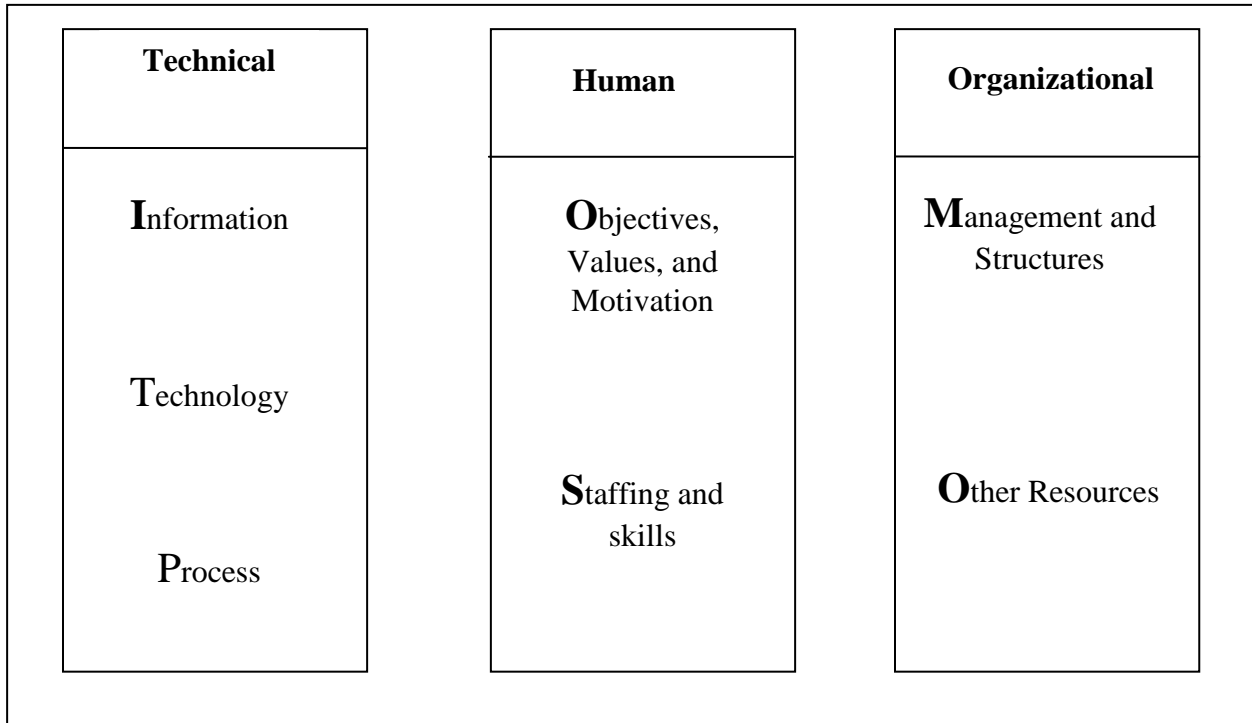 Technical
Information
Technology
Process
Human
Objectives,
Values, and
Motivation
Staffing and
skills
Organizational
Management and
Structures
Other Resources